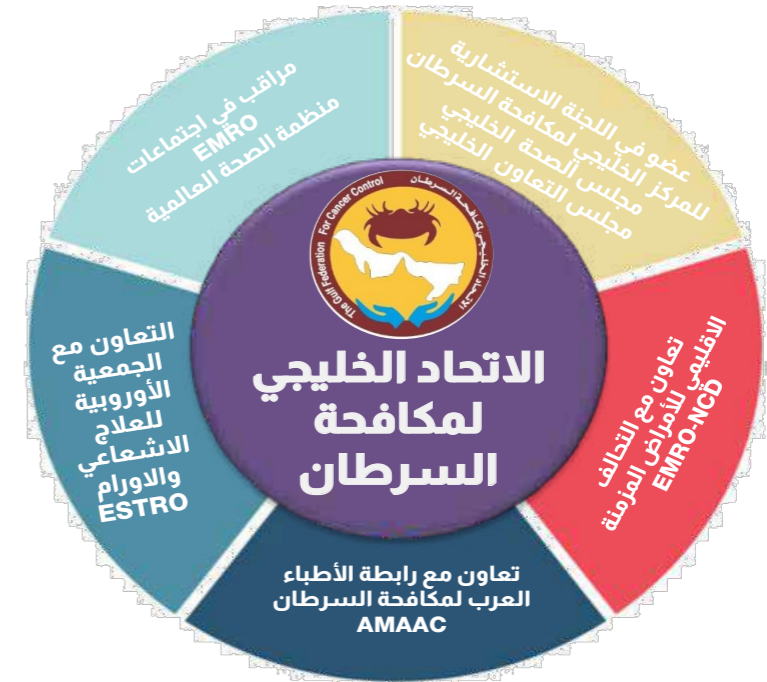 الاتحاد الخليجي لمكافحة السرطان
The Gulf Federation For Cancer Control
الاتحاد الخليجي
لمكافحة
السرطان
عضو في اللجنة الاستشارية
للمركز الخليجي لمكافحة السرطان
مجلس الصحة الخليجي
مجلس التعاون الخليجي
تعاون مع التحالف
الاقليمي للأمراض المزمنة
EMRO-NCD
تعاون مع رابطة الأطباء
العرب لمكافحة السرطان
AMAAC
التعاون مع
الجمعية
الأوروبية
للعلاج
الاشعاعي
والاورام
ESTRO
مراقب في اجتماعات
EMRO
منظمة الصحة العالمية